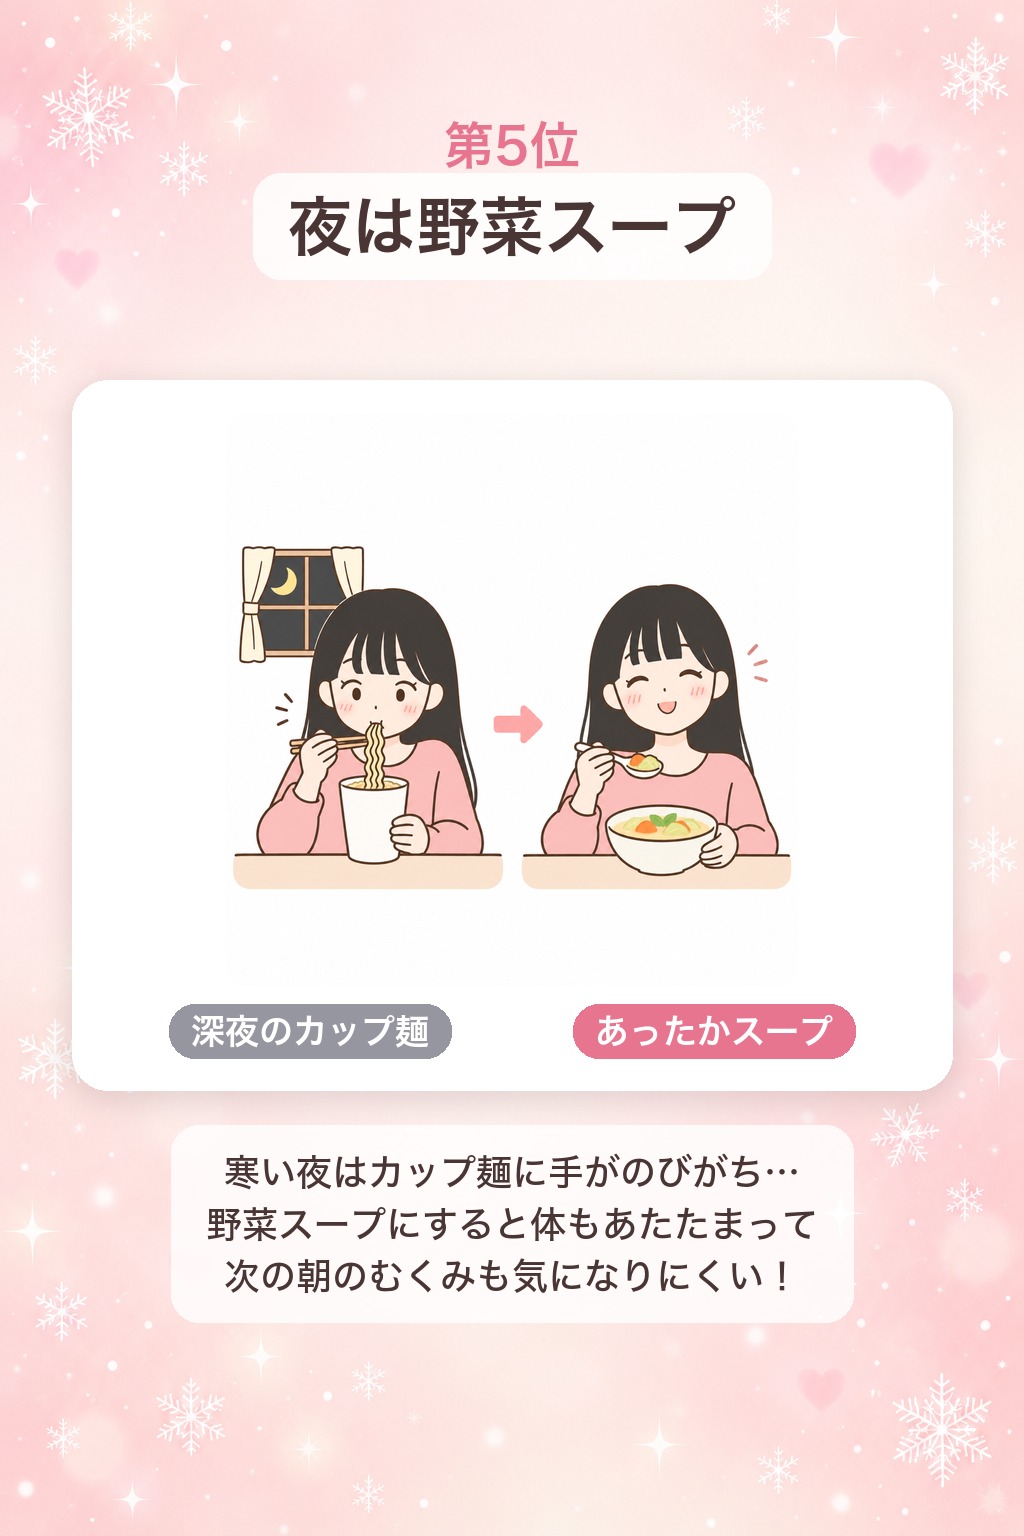 第5位
夜は野菜スープ
深夜のカップ麺
あったかスープ
寒い夜はカップ麺に手がのびがち…
野菜スープにすると体もあたたまって
次の朝のむくみも気になりにくい！